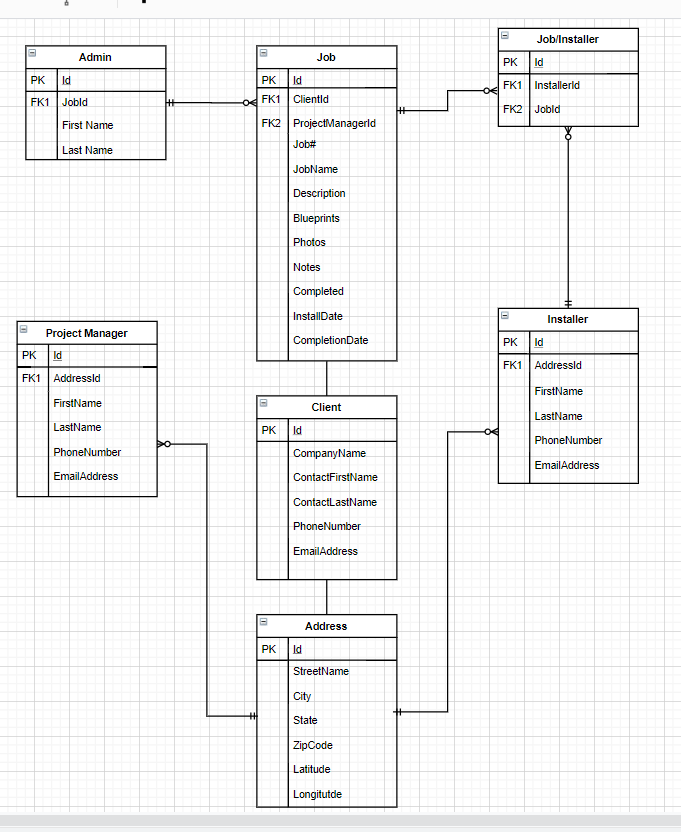 Admin
PK Id
FK1 JobId
First Name
Last Name
Job
PK Id
FK1 ClientId
FK2 ProjectManagerId
Job#
JobName
Description
Blueprints
Photos
Notes
Completed
InstallDate
CompletionDate
Job/Installer
PK Id
FK1 InstallerId
FK2 JobId
Project Manager
PK Id
FK1 AddressId
FirstName
LastName
PhoneNumber
EmailAddress
Client
PK Id
CompanyName
ContactFirstName
ContactLastName
PhoneNumber
EmailAddress
Installer
PK Id
FK1 AddressId
FirstName
LastName
PhoneNumber
EmailAddress
Address
PK Id
StreetName
City
State
ZipCode
Latitude
Longitutde